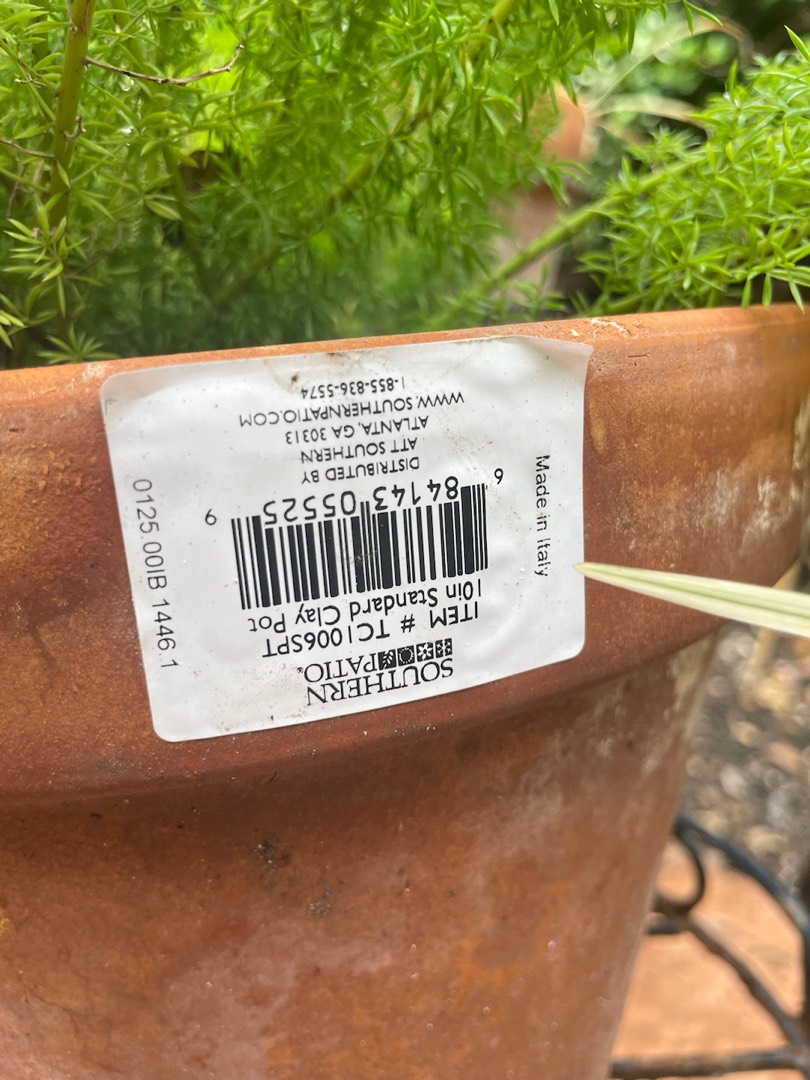 SOUTHERN
PATIO
ITEM # TC1006SPT
10in Standard Clay Pot
6 84143 05525 9
DISTRIBUTED BY
ATT SOUTHERN
ATLANTA, GA 30313
WWW.SOUTHERNPATIO.COM
1-855-836-5574
Made in Italy
0125.00IB 1446.1